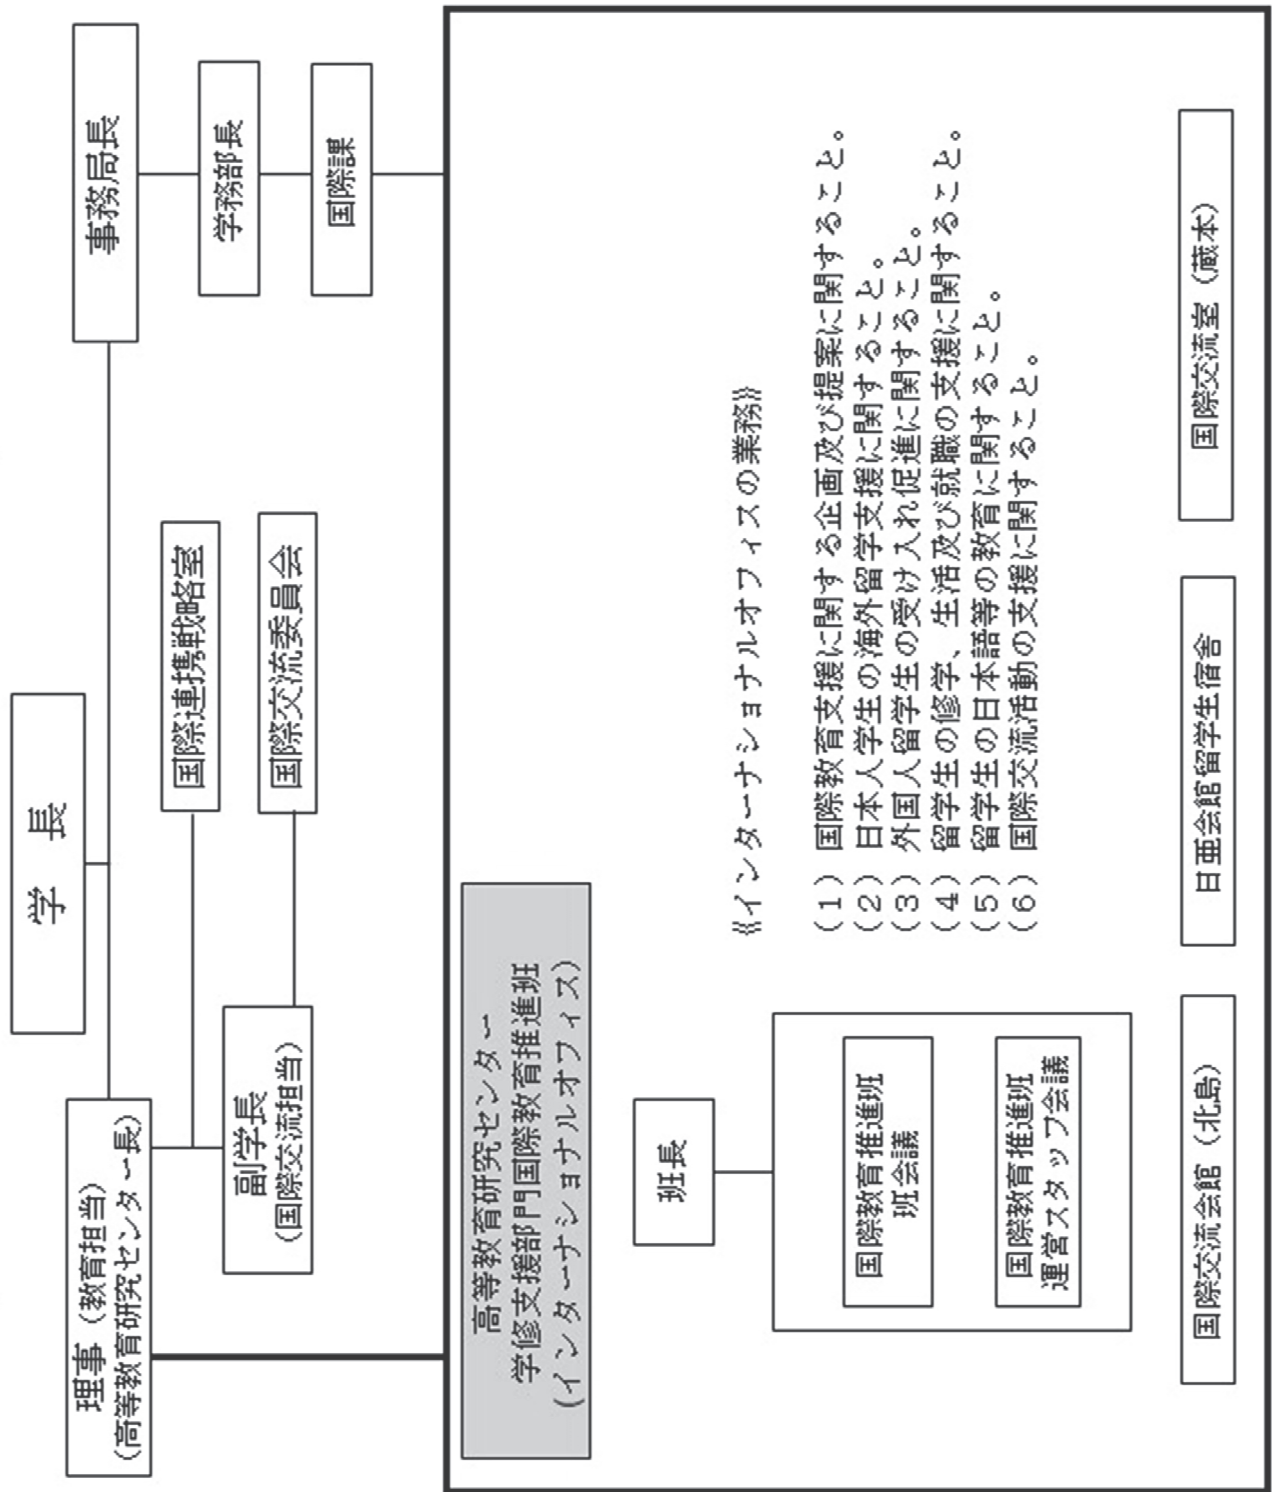 学 長
理事（教育担当）
（高等教育研究センター長）
事務局長
国際連携戦略室
学務部長
副学長
（国際交流担当）
国際交流委員会
国際課
高等教育研究センター
学修支援部門国際教育推進班
（インターナショナルオフィス）
班長
国際教育推進班
班会議
国際教育推進班
運営スタッフ会議
《インターナショナルオフィスの業務》
（１）国際教育支援に関する企画及び提案に関すること。
（２）日本人学生の海外留学支援に関すること。
（３）外国人留学生の受け入れ促進に関すること。
（４）留学生の修学、生活及び就職の支援に関すること。
（５）留学生の日本語等の教育に関すること。
（６）国際交流活動の支援に関すること。
国際交流会館（北島）
日亜会館留学生宿舎
国際交流室（蔵本）